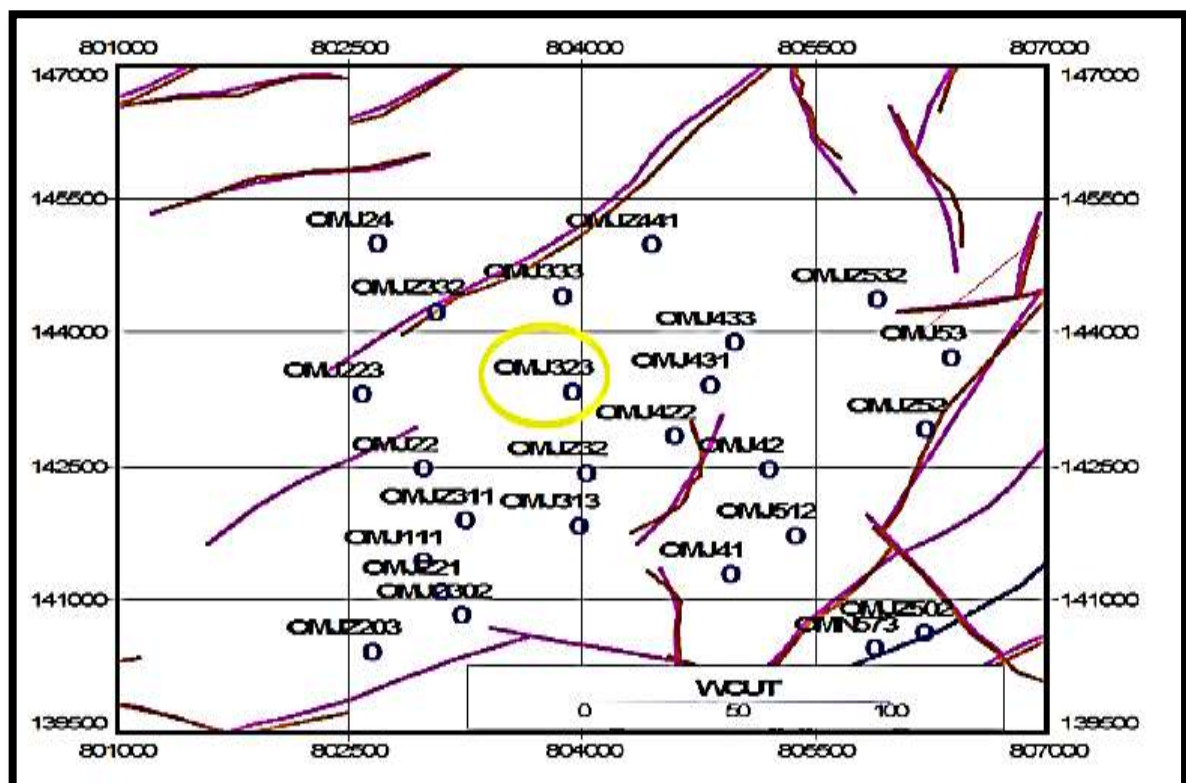 801000 802500 804000 805500 807000
147000 147000
145500 145500
OMJ24 OMJZ441
OMJ333
OMJZ332 OMJZ532
144000 144000
OMJ433 OMJ53
OMJ223 OMJ323 OMJ431
OMJ422 OMJZ52
OMJ22 OMJZ32 OMJ42
142500 142500
OMJZ311 OMJ313 OMJ512
OMJ111 OMJ41
141000 141000
OMJZ203 OMN573 OMJZ502
WCUT
0 50 100
139500 139500
801000 802500 804000 805500 807000